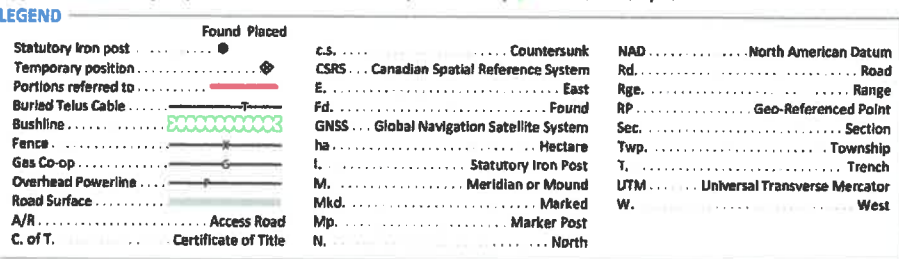 LEGEND
Found Placed
Statutory Iron post
Temporary position
Portions referred to
Buried Telus Cable T
Bushline
Fence X
Gas Co-op G
Overhead Powerline P
Road Surface
A/R Access Road
C. of T. Certificate of Title
c.s. Countersunk
CSRS Canadian Spatial Reference System
E. East
Fd. Found
GNSS Global Navigation Satellite System
ha Hectare
I. Statutory Iron Post
M. Meridian or Mound
Mkd. Marked
Mp. Marker Post
N. North
NAD North American Datum
Rd. Road
Rge. Range
RP Geo-Referenced Point
Sec. Section
Twp. Township
T. Trench
UTM Universal Transverse Mercator
W. West